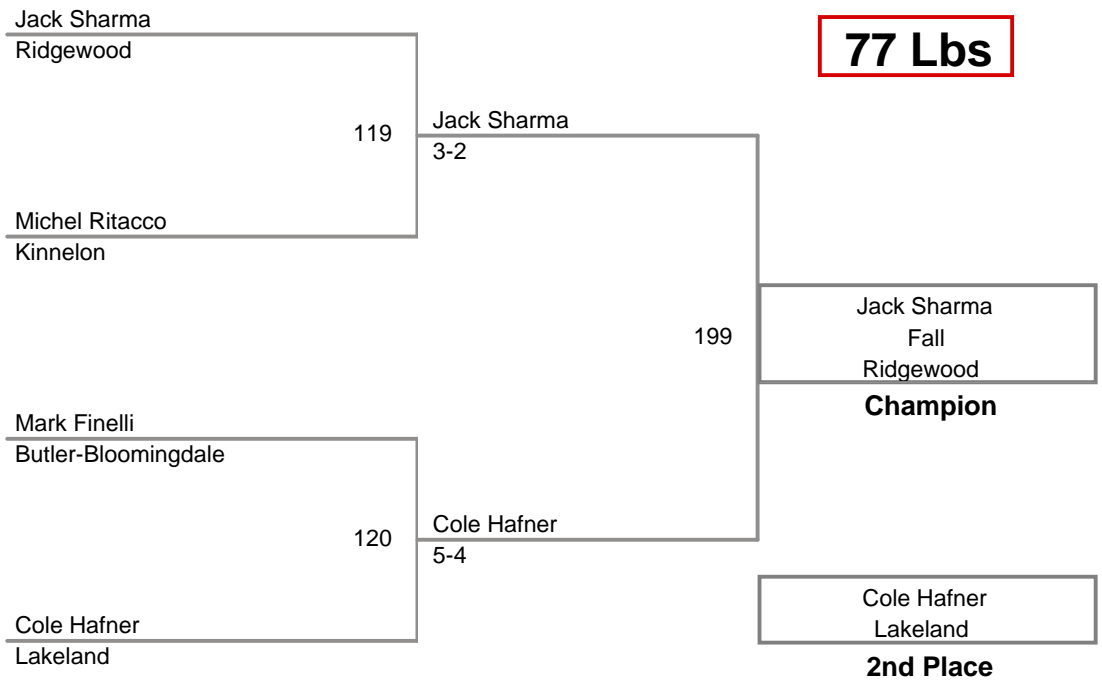 Jack Sharma
Ridgewood
77 Lbs
119
Jack Sharma
3-2
Michel Ritacco
Kinnelon
199
Jack Sharma
Fall
Ridgewood
Champion
Mark Finelli
Butler-Bloomingdale
120
Cole Hafner
5-4
Cole Hafner
Lakeland
Cole Hafner
Lakeland
2nd Place